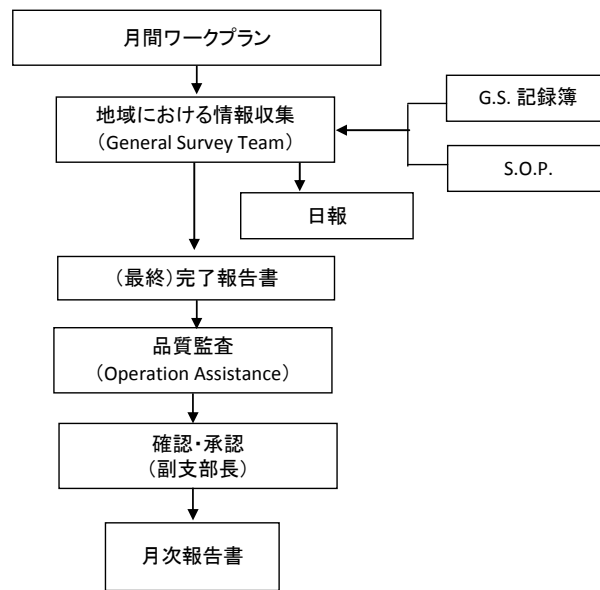 月間ワークプラン
地域における情報収集
（General Survey Team）
G.S. 記録簿
S.O.P.
日報
（最終）完了報告書
品質監査
（Operation Assistance）
確認・承認
（副支部長）
月次報告書